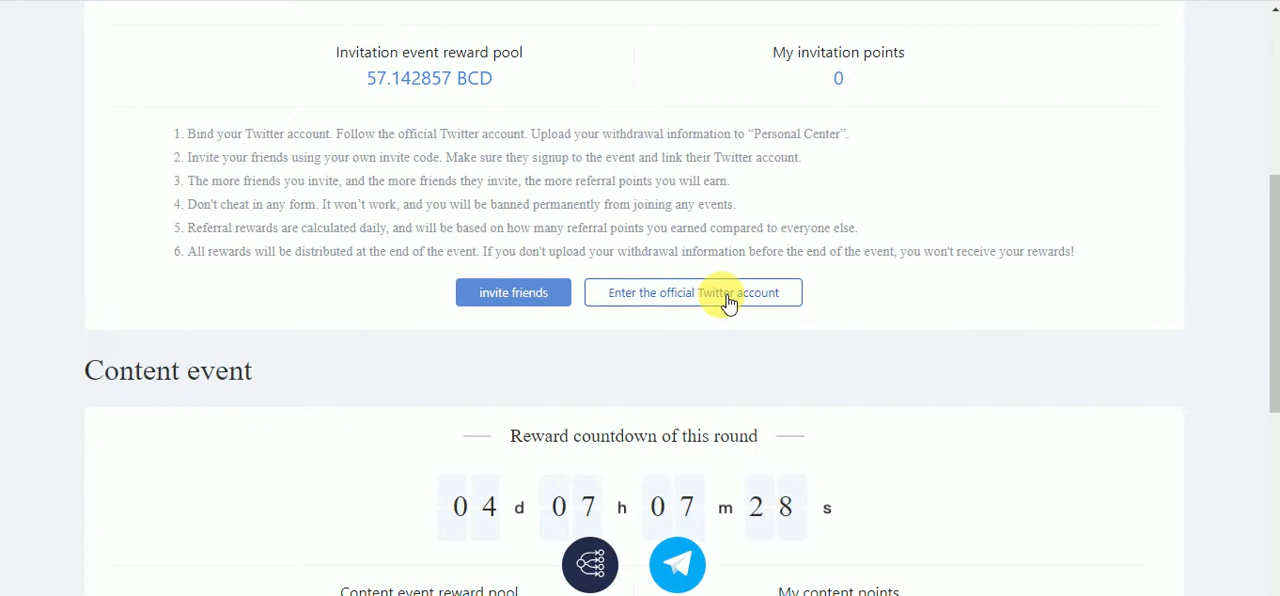 Invitation event reward pool
My invitation points
57.142857 BCD
0
1. Bind your Twitter account. Follow the official Twitter account. Upload your withdrawal information to “Personal Center”.
2. Invite your friends using your own invite code. Make sure they signup to the event and link their Twitter account.
3. The more friends you invite, and the more friends they invite, the more referral points you will earn.
4. Don't cheat in any form. It won’t work, and you will be banned permanently from joining any events.
5. Referral rewards are calculated daily, and will be based on how many referral points you earned compared to everyone else.
6. All rewards will be distributed at the end of the event. If you don't upload your withdrawal information before the end of the event, you won't receive your rewards!
invite friends
Enter the official Twitter account
Content event
Reward countdown of this round
04 d 07 h 07 m 28 s
Content event reward pool
My content points